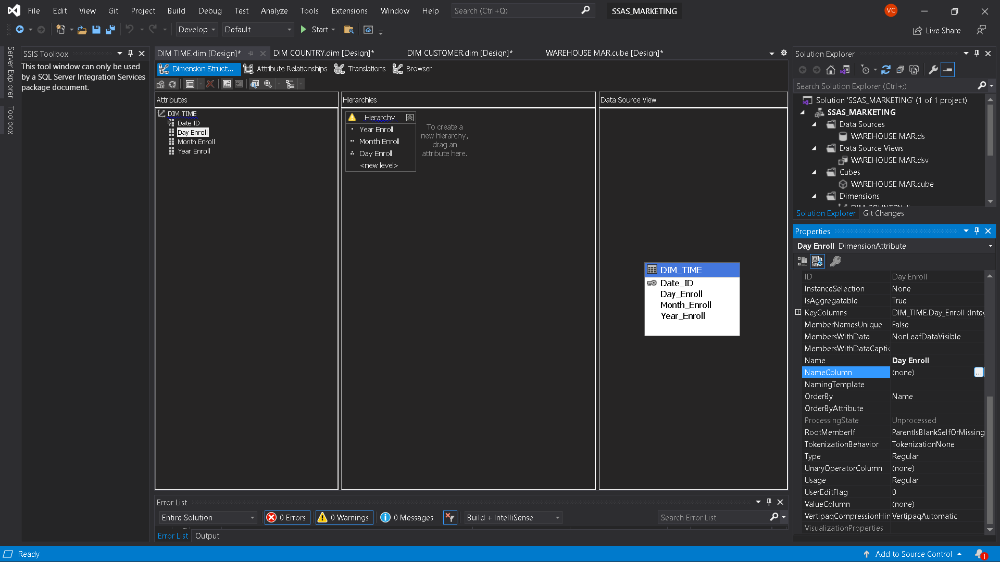 File Edit View Git Project Build Debug Test Analyze Tools Extensions Window Help Search (Ctrl+Q) SSAS_MARKETING VC
Develop Default Start Live Share
Server Explorer
Toolbox
SSIS Toolbox
This tool window can only be used
by a SQL Server Integration Services
package document.
DIM TIME.dim [Design]* DIM COUNTRY.dim [Design]* DIM CUSTOMER.dim [Design]* WAREHOUSE MAR.cube [Design]*
Dimension Struct... Attribute Relationships Translations Browser
Attributes
DIM TIME
Date ID
Day Enroll
Month Enroll
Year Enroll
Hierarchies
Hierarchy
Year Enroll
Month Enroll
Day Enroll
<new level>
To create a
new hierarchy,
drag an
attribute here.
Data Source View
DIM_TIME
Date_ID
Day_Enroll
Month_Enroll
Year_Enroll
Error List
Entire Solution 0 Errors 0 Warnings 0 Messages Build + IntelliSense Search Error List
Error List Output
Solution Explorer
Search Solution Explorer (Ctrl+;)
Solution 'SSAS_MARKETING' (1 of 1 project)
SSAS_MARKETING
Data Sources
WAREHOUSE MAR.ds
Data Source Views
WAREHOUSE MAR.dsv
Cubes
WAREHOUSE MAR.cube
Dimensions
Solution Explorer Git Changes
Properties
Day Enroll DimensionAttribute
ID Day Enroll
InstanceSelection None
IsAggregatable True
KeyColumns DIM_TIME.Day_Enroll (Integ
MemberNamesUnique False
MembersWithData NonLeafDataVisible
MembersWithDataCaptio
Name Day Enroll
NameColumn (none) ...
NamingTemplate
OrderBy Name
OrderByAttribute
ProcessingState Unprocessed
RootMemberIf ParentIsBlankSelfOrMissing
TokenizationBehavior TokenizationNone
Type Regular
UnaryOperatorColumn (none)
Usage Regular
UserEditFlag 0
ValueColumn (none)
VertipaqCompressionHin VertipaqAutomatic
VisualizationProperties
Ready Add to Source Control 1